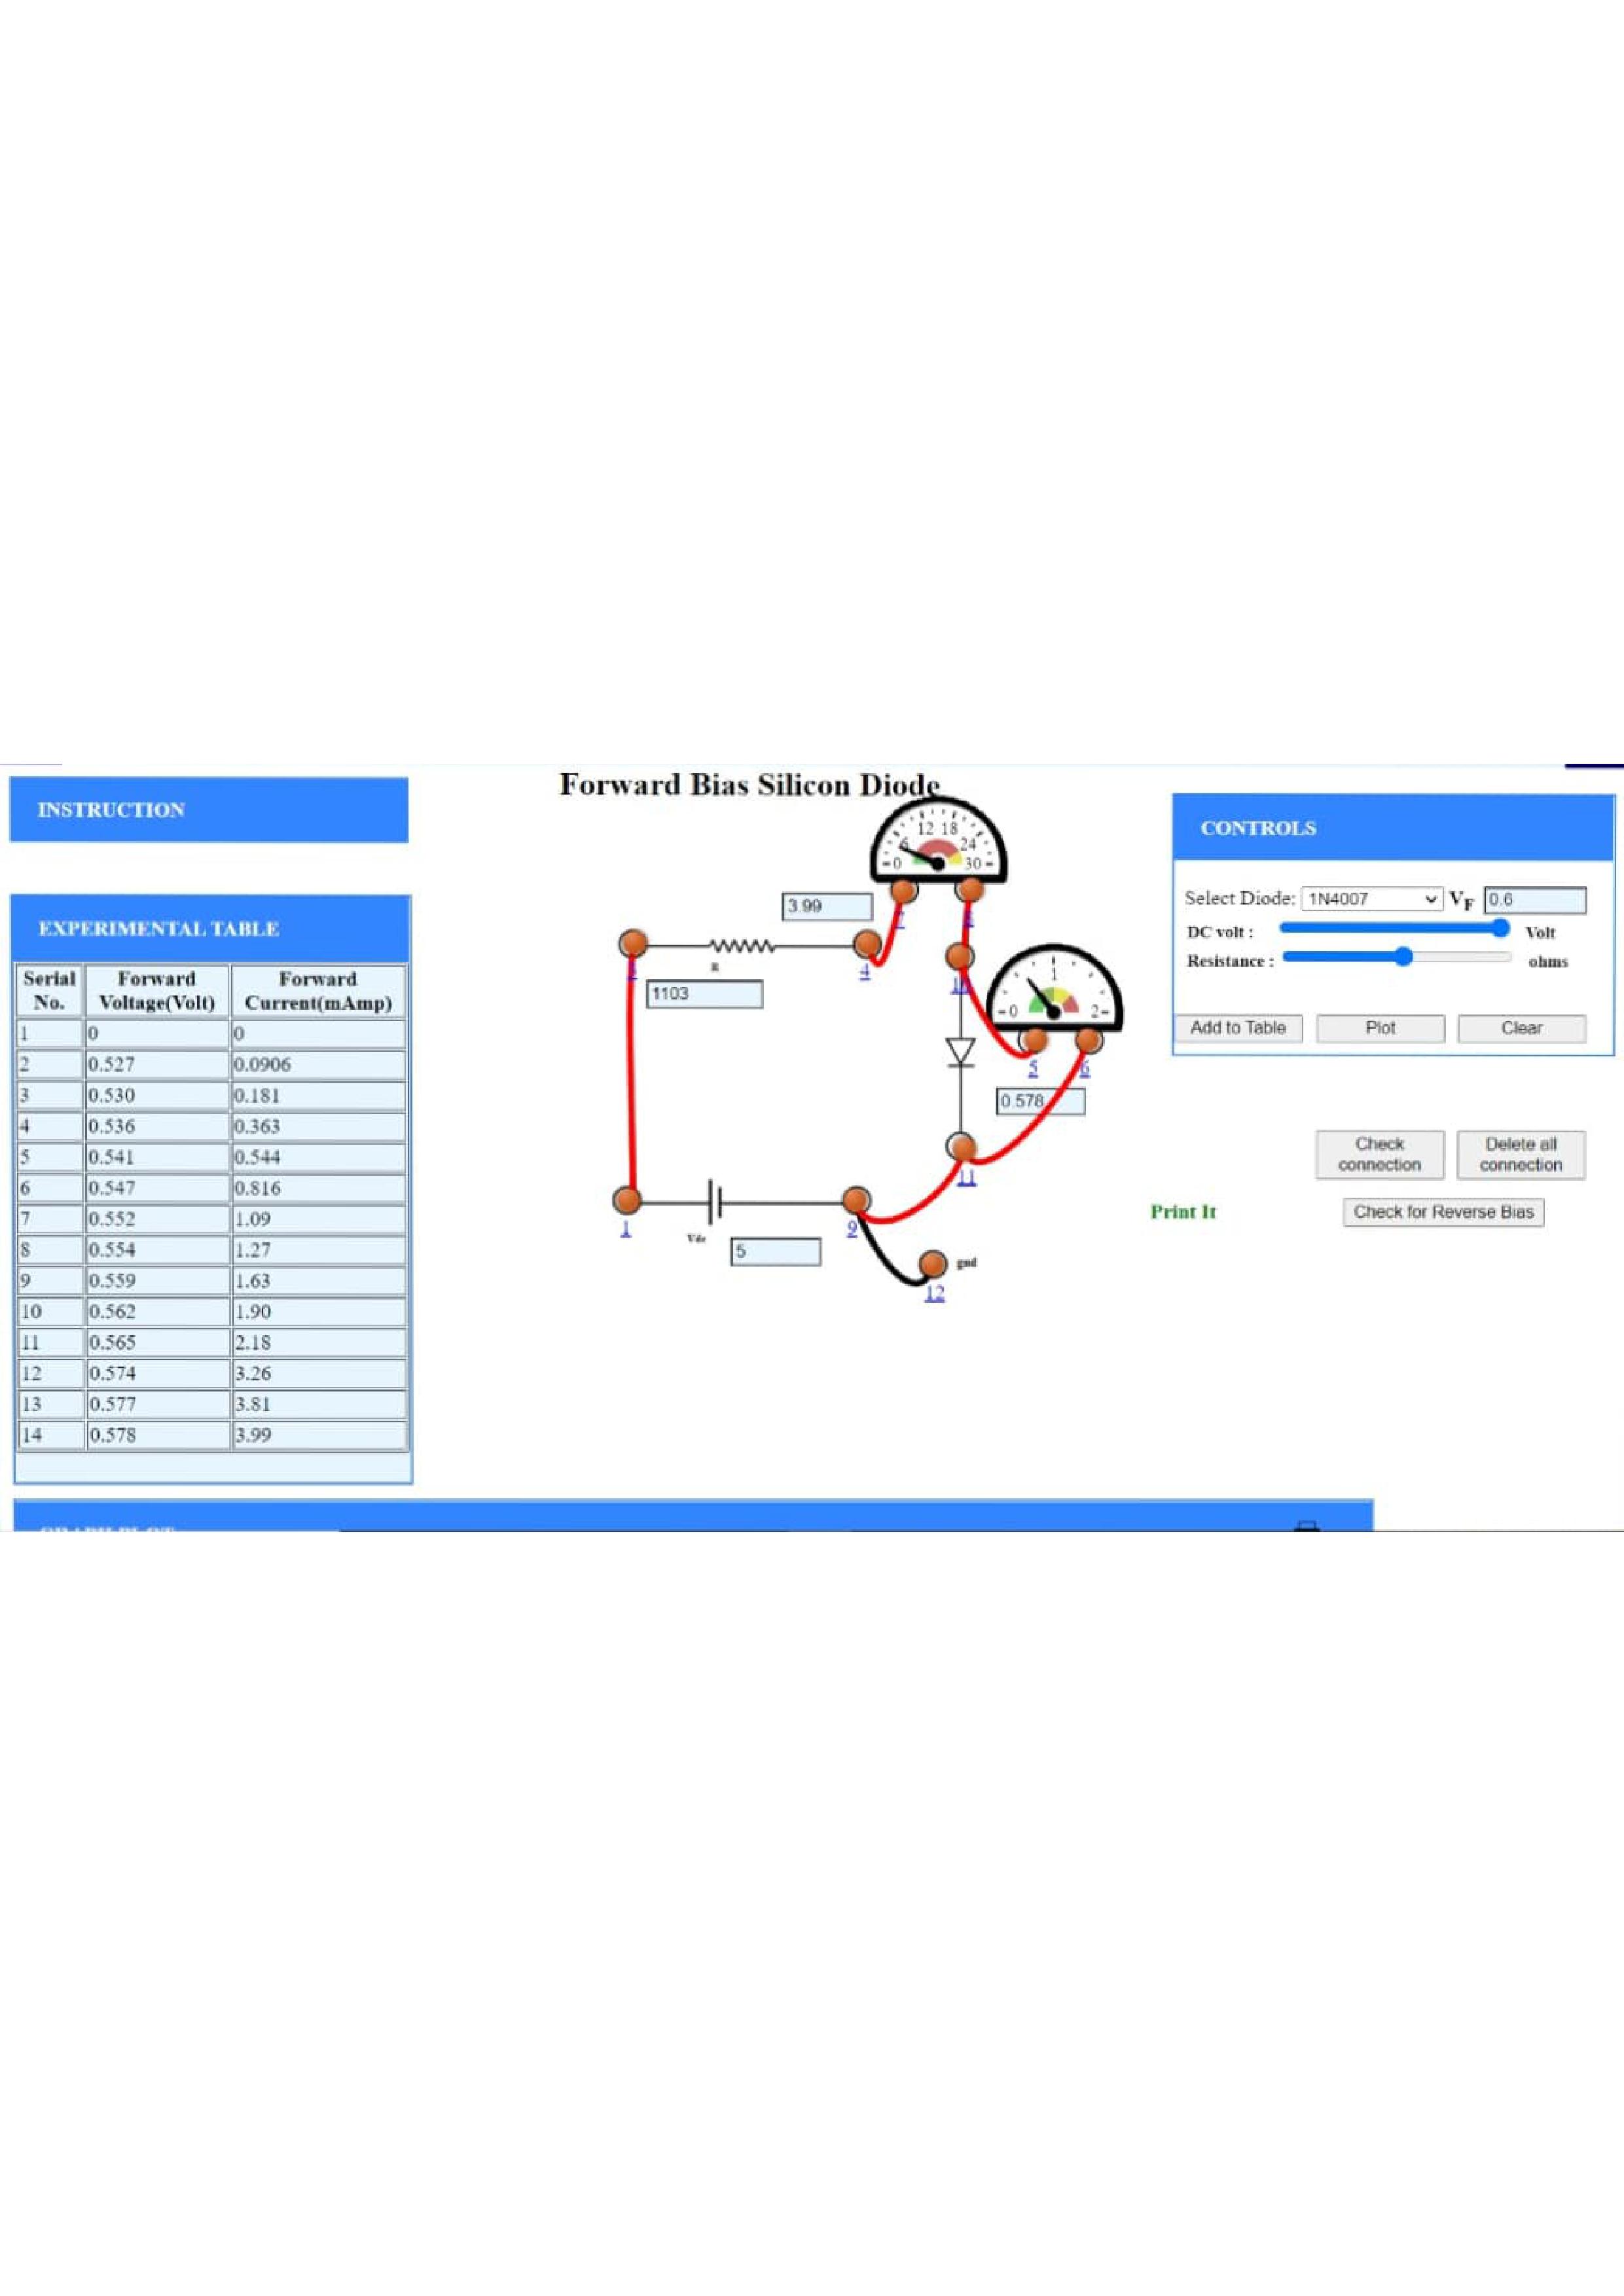 Forward Bias Silicon Diode
INSTRUCTION
EXPERIMENTAL TABLE
Serial No. Forward Voltage(Volt) Forward Current(mAmp)
1 0 0
2 0.527 0.0906
3 0.530 0.181
4 0.536 0.363
5 0.541 0.544
6 0.547 0.816
7 0.552 1.09
8 0.554 1.27
9 0.559 1.63
10 0.562 1.90
11 0.565 2.18
12 0.574 3.26
13 0.577 3.81
14 0.578 3.99
0 6 12 18 24 30
3.99
R
4
1103
0 1 2
5 6
0.578
11
1
Vdc
5
9
gnd
12
CONTROLS
Select Diode: 1N4007 VF 0.6
DC volt : Volt
Resistance : ohms
Add to Table Plot Clear
Check connection
Delete all connection
Print It
Check for Reverse Bias